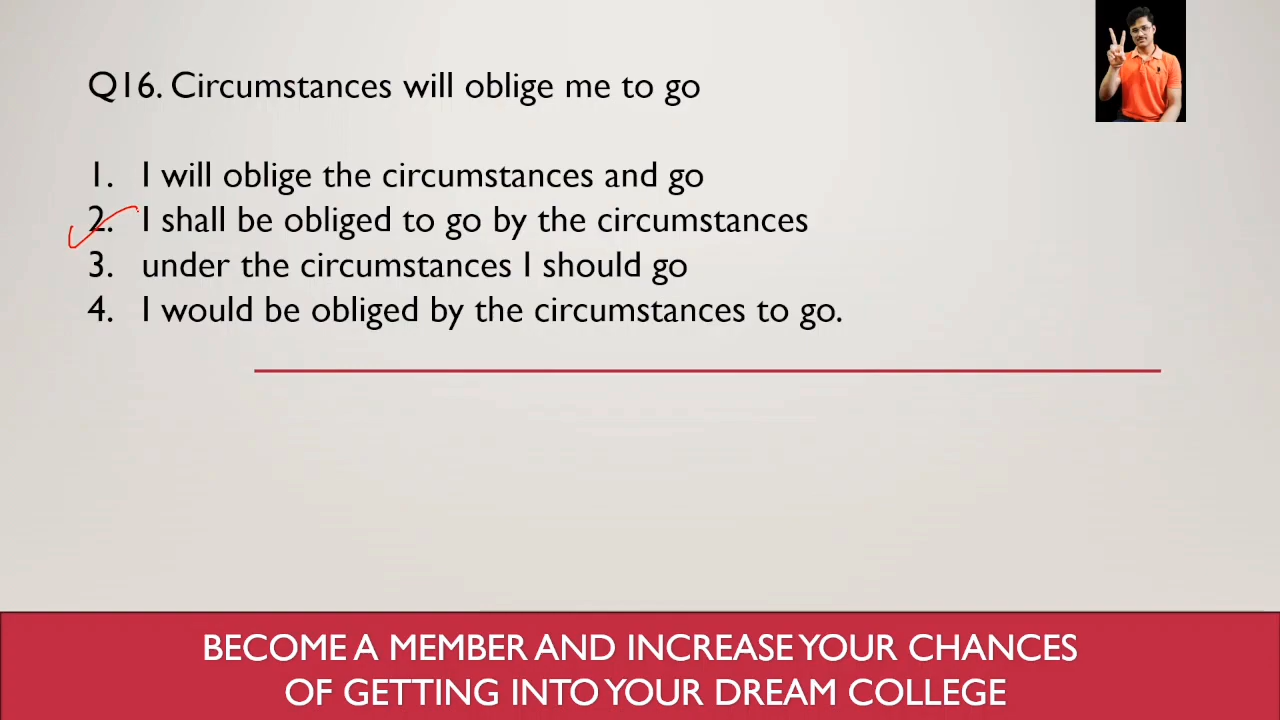 Q16. Circumstances will oblige me to go
1. I will oblige the circumstances and go
2. I shall be obliged to go by the circumstances
3. under the circumstances I should go
4. I would be obliged by the circumstances to go.
BECOME A MEMBER AND INCREASE YOUR CHANCES
OF GETTING INTO YOUR DREAM COLLEGE